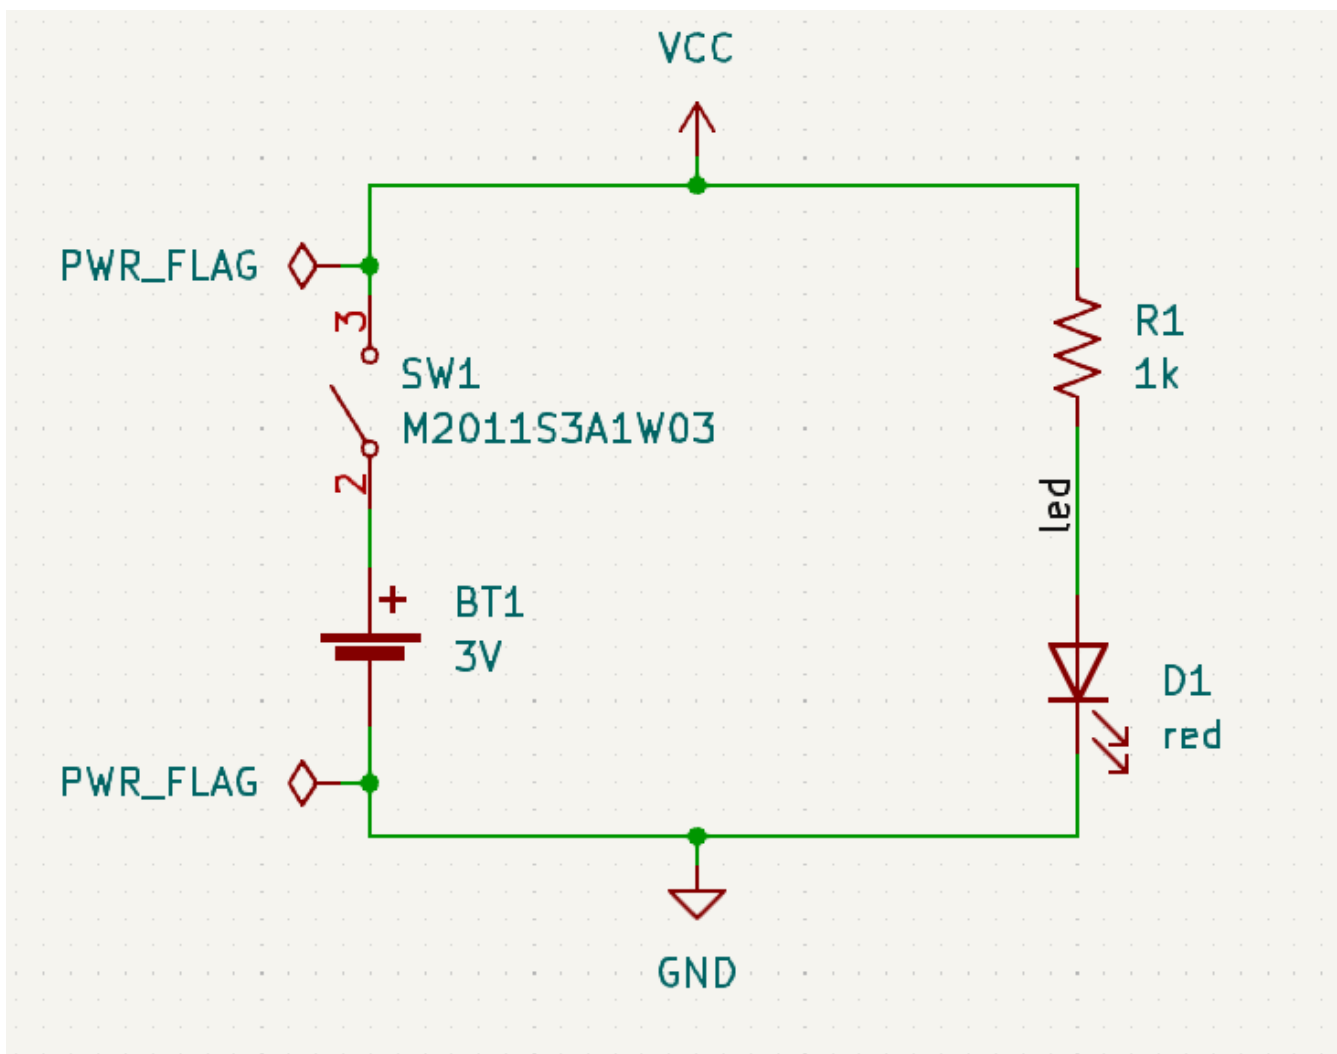 VCC
PWR_FLAG
3
SW1
M2011S3A1W03
2
R1
1k
led
BT1
3V
+
D1
red
PWR_FLAG
GND